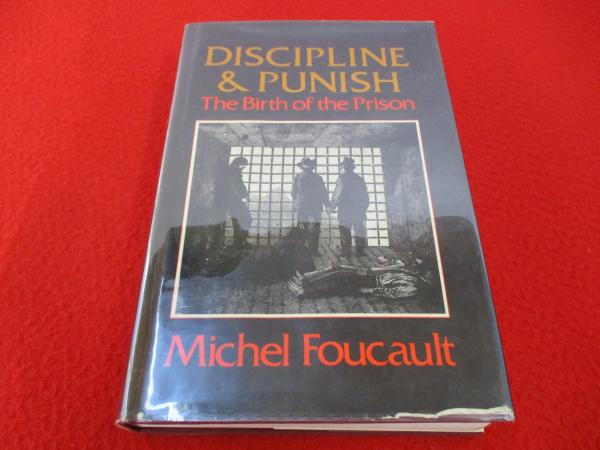 DISCIPLINE
& PUNISH
The Birth of the Prison
Michel Foucault